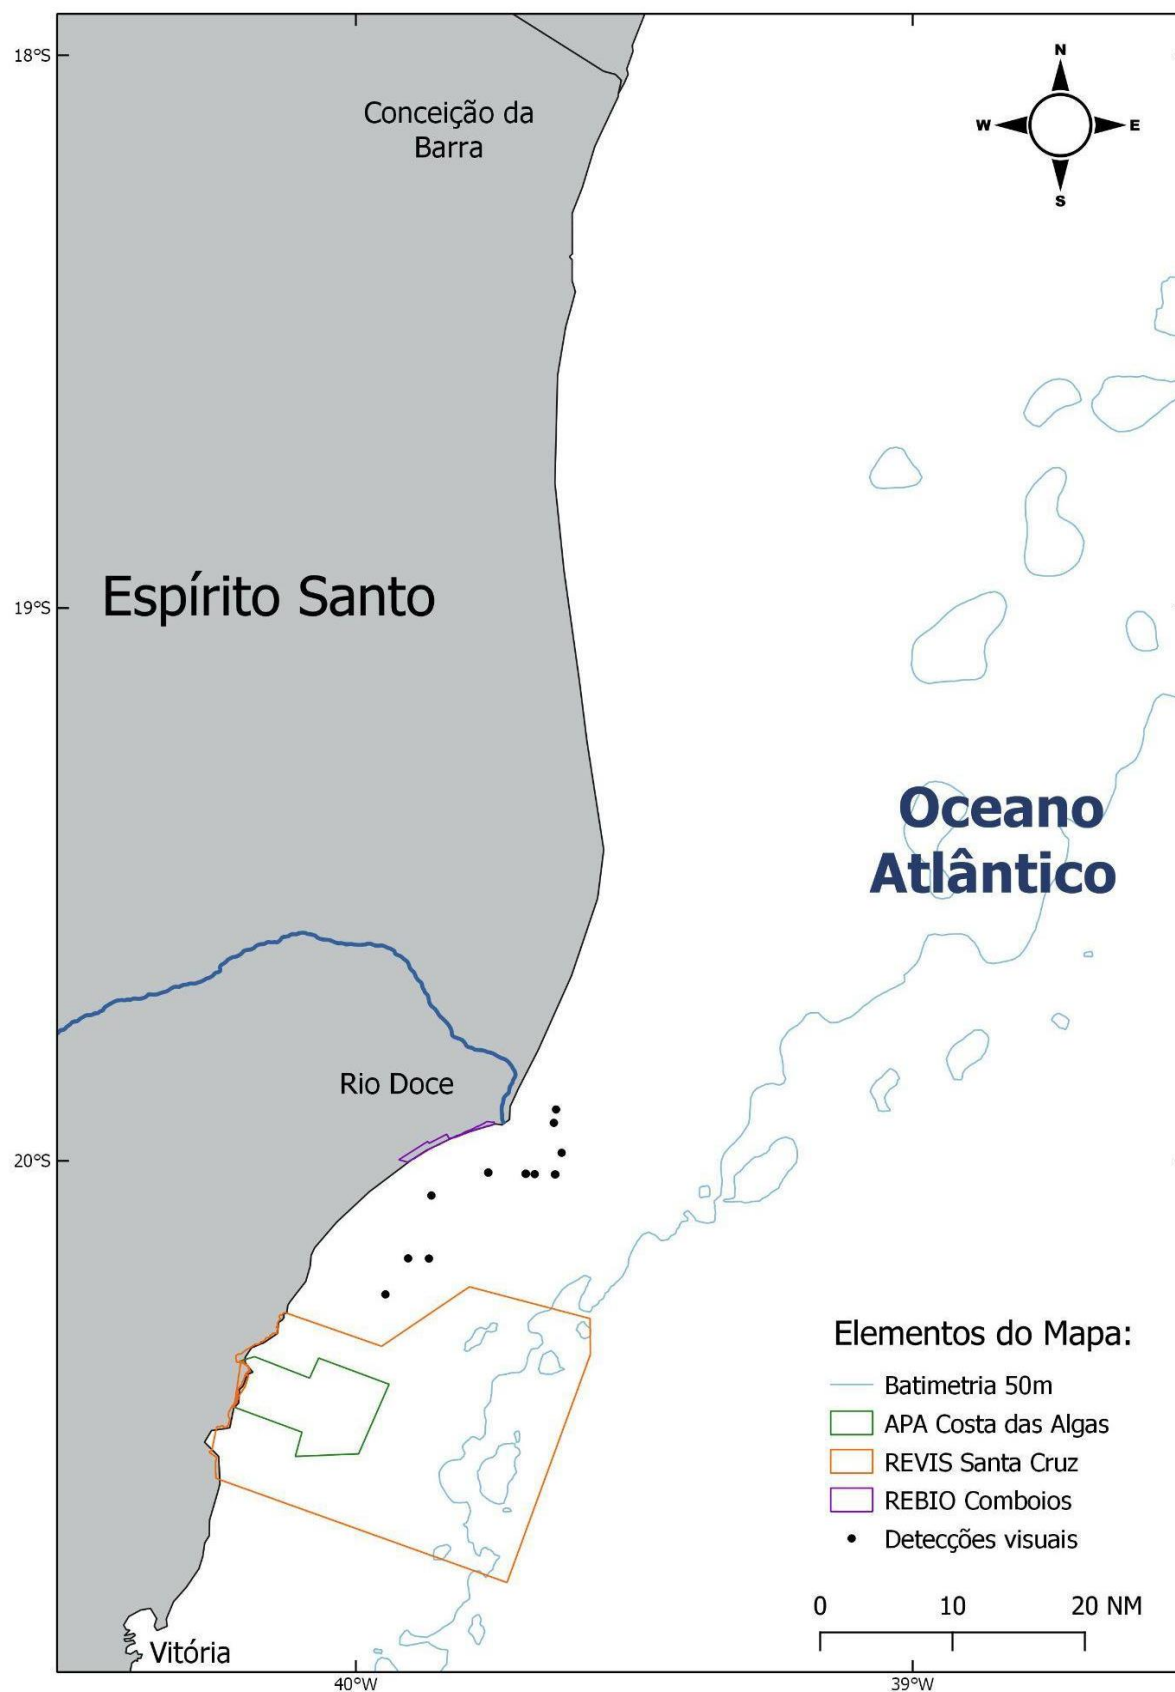 18°S
N
W
E
S
Conceição da
Barra
19°S
Espírito Santo
Oceano
Atlântico
Rio Doce
20°S
Elementos do Mapa:
Batimetria 50m
APA Costa das Algas
REVIS Santa Cruz
REBIO Comboios
Detecções visuais
0 10 20 NM
Vitória
40°W
39°W